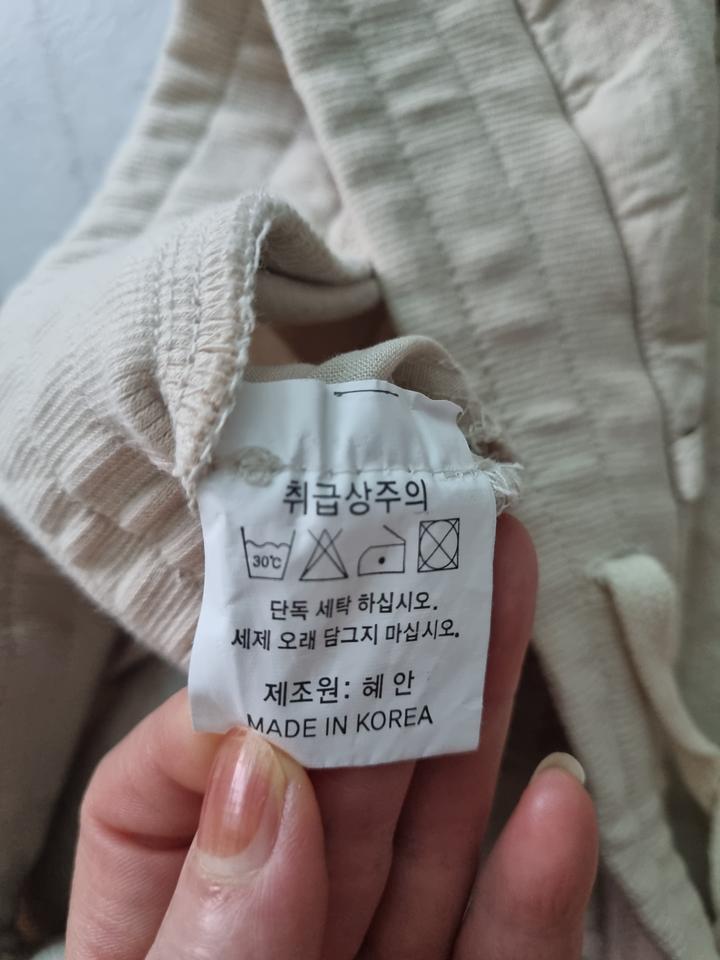 취급상주의
30℃
단독 세탁 하십시오.
세제 오래 담그지 마십시오.
제조원: 헤 안
MADE IN KOREA